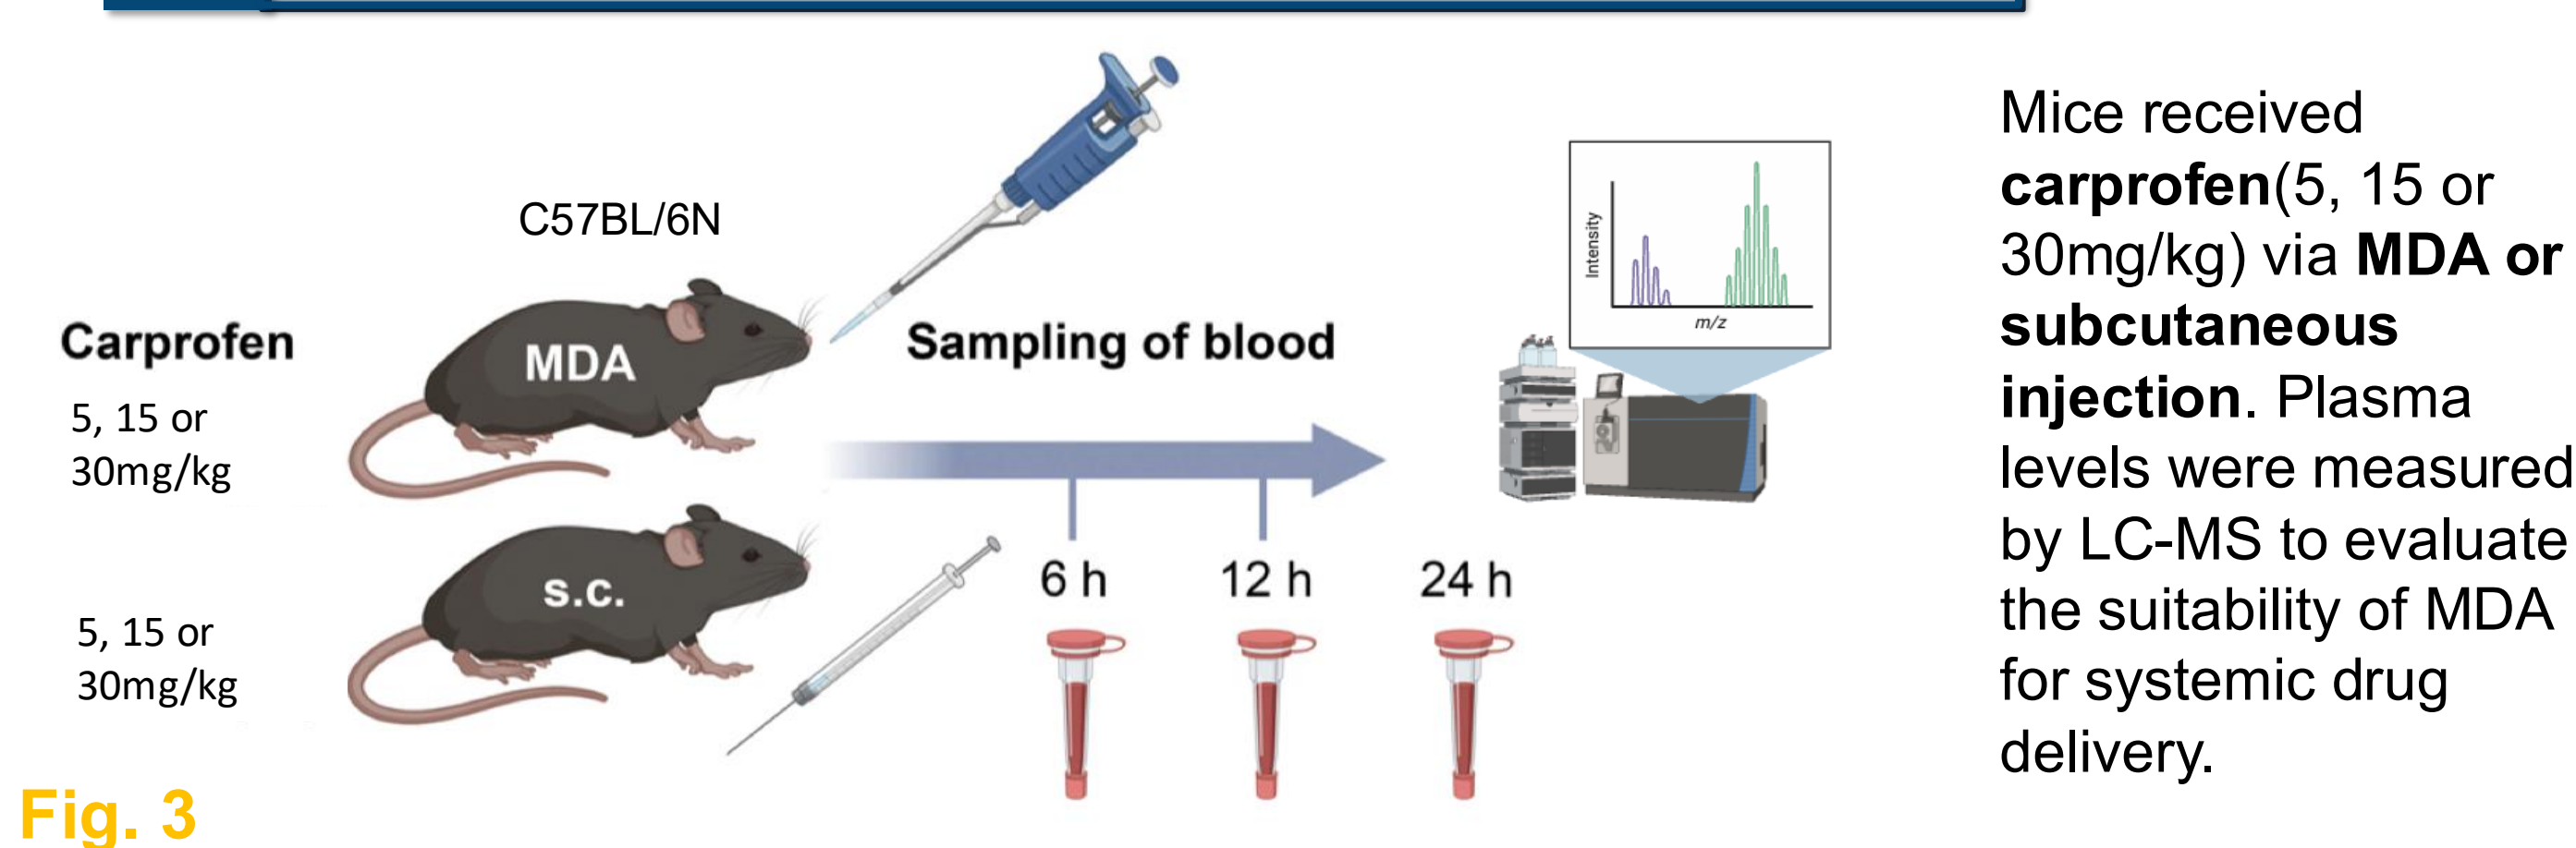 C57BL/6N
Carprofen
5, 15 or
30mg/kg
MDA
Sampling of blood
5, 15 or
30mg/kg
s.c.
6 h
12 h
24 h
Intensity
m/z
Mice received
carprofen(5, 15 or
30mg/kg) via MDA or
subcutaneous
injection. Plasma
levels were measured
by LC-MS to evaluate
the suitability of MDA
for systemic drug
delivery.
Fig. 3